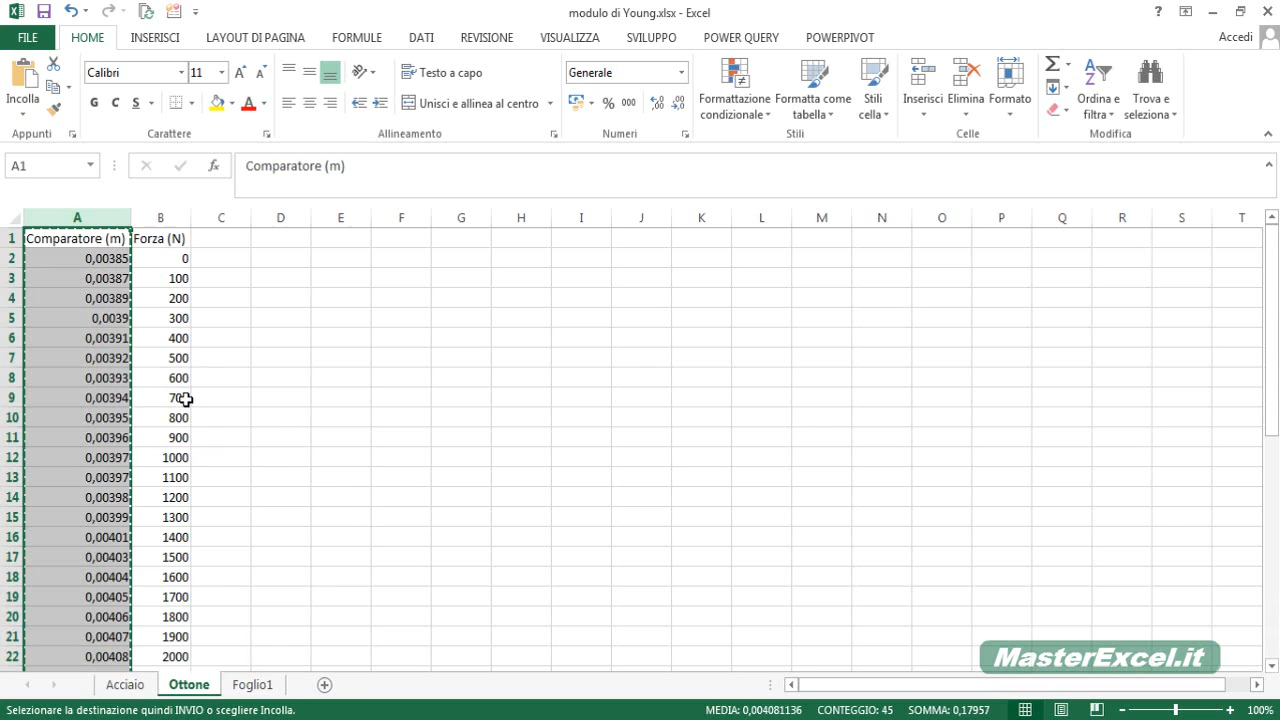 modulo di Young.xlsx - Excel
FILE HOME INSERISCI LAYOUT DI PAGINA FORMULE DATI REVISIONE VISUALIZZA SVILUPPO POWER QUERY POWERPIVOT Accedi
Incolla
Calibri 11
G C S
Testo a capo
Unisci e allinea al centro
Generale
% 000
Formattazione condizionale
Formatta come tabella
Stili cella
Inserisci Elimina Formato
Ordina e filtra
Trova e seleziona
Appunti Carattere Allineamento Numeri Stili Celle Modifica
A1 fx Comparatore (m)
A B C D E F G H I J K L M N O P Q R S T
1 Comparatore (m) Forza (N)
2 0,00385 0
3 0,00387 100
4 0,00389 200
5 0,0039 300
6 0,00391 400
7 0,00392 500
8 0,00393 600
9 0,00394
10 0,00395 800
11 0,00396 900
12 0,00397 1000
13 0,00397 1100
14 0,00398 1200
15 0,00399 1300
16 0,00401 1400
17 0,00403 1500
18 0,00404 1600
19 0,00405 1700
20 0,00406 1800
21 0,00407 1900
22 0,00408 2000
MasterExcel.it
Acciaio Ottone Foglio1
Selezionare la destinazione quindi INVIO o scegliere Incolla. MEDIA: 0,004081136 CONTEGGIO: 45 SOMMA: 0,17957 100%